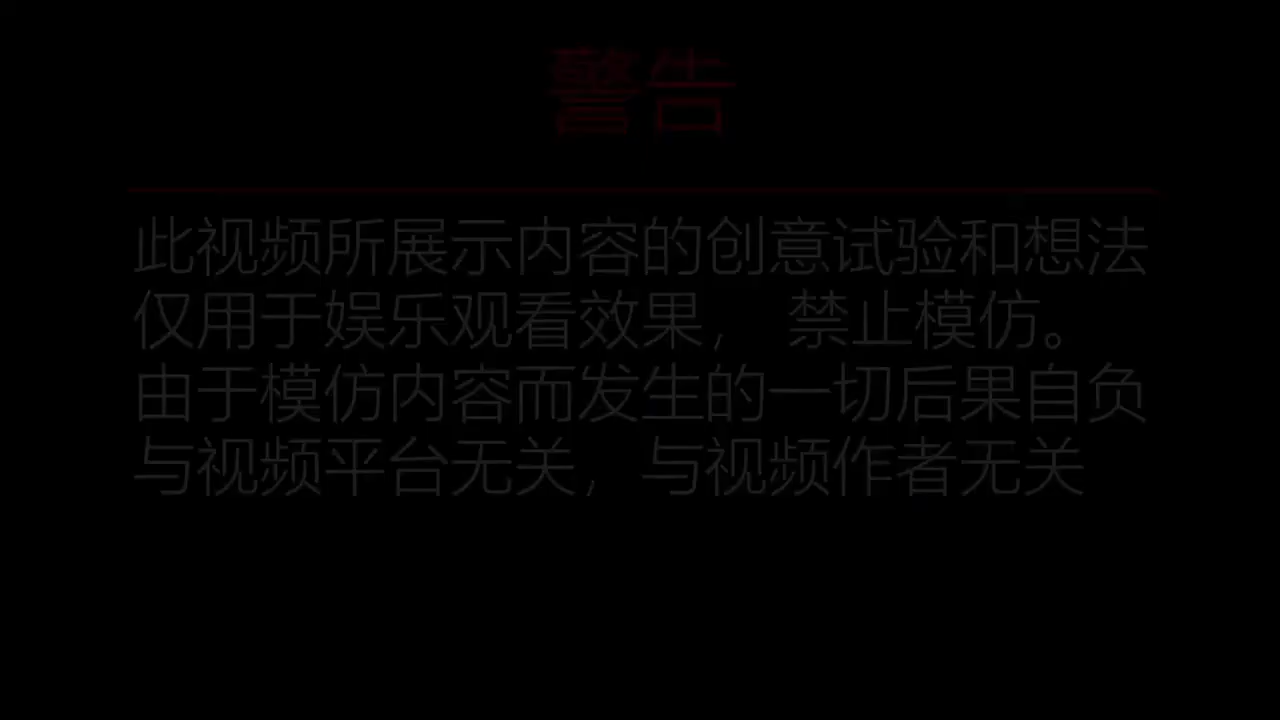 警告
此视频所展示内容的创意试验和想法
仅用于娱乐观看效果， 禁止模仿。
由于模仿内容而发生的一切后果自负
与视频平台无关，与视频作者无关